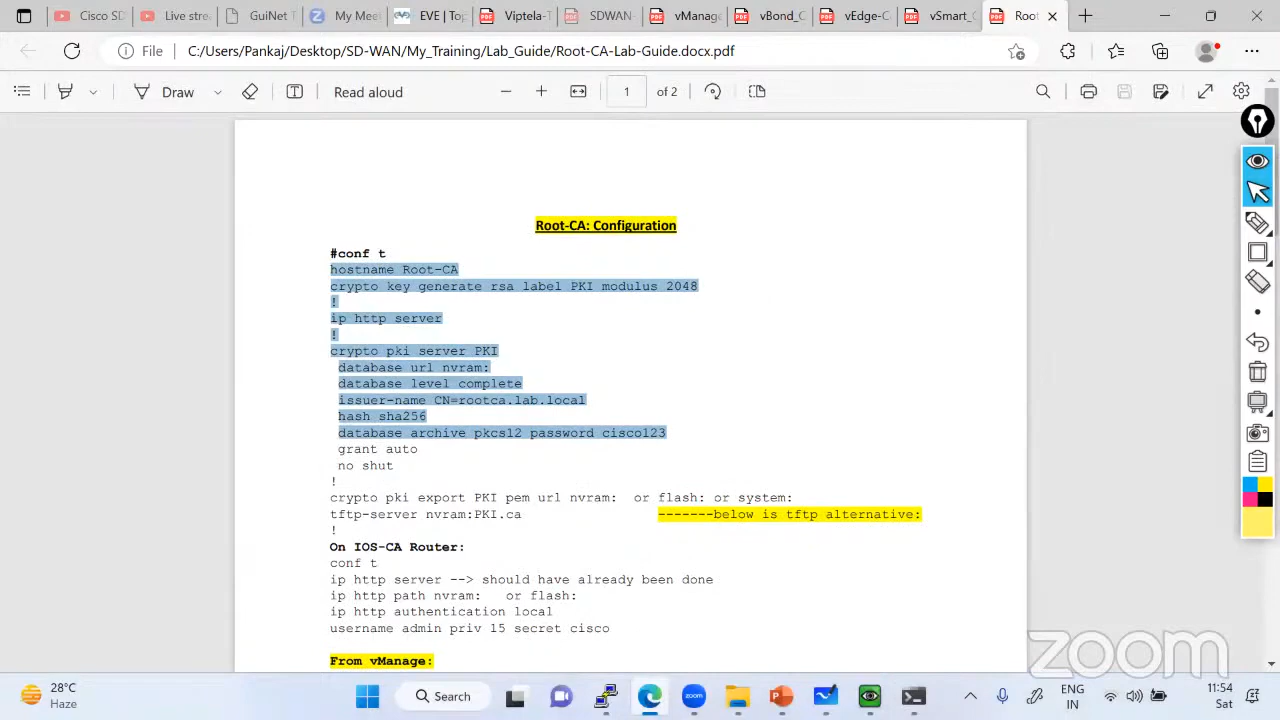 Cisco S
Live stre
GuiNet
My Meet
EVE | Top
Viptela-T
SDWAN-
vManage
vBond_C
vEdge-C
vSmart_C
Root
File
C:/Users/Pankaj/Desktop/SD-WAN/My_Training/Lab_Guide/Root-CA-Lab-Guide.docx.pdf
Draw
Read aloud
1
of 2
Root-CA: Configuration
#conf t
hostname Root-CA
crypto key generate rsa label PKI modulus 2048
!
ip http server
!
crypto pki server PKI
database url nvram:
database level complete
issuer-name CN=rootca.lab.local
hash sha256
database archive pkcs12 password cisco123
grant auto
no shut
!
crypto pki export PKI pem url nvram: or flash: or system:
tftp-server nvram:PKI.ca -------below is tftp alternative:
!
On IOS-CA Router:
conf t
ip http server --> should have already been done
ip http path nvram: or flash:
ip http authentication local
username admin priv 15 secret cisco
From vManage:
zoom
28°C
Haze
Search
zoom
ENG
IN
11:54
Sat